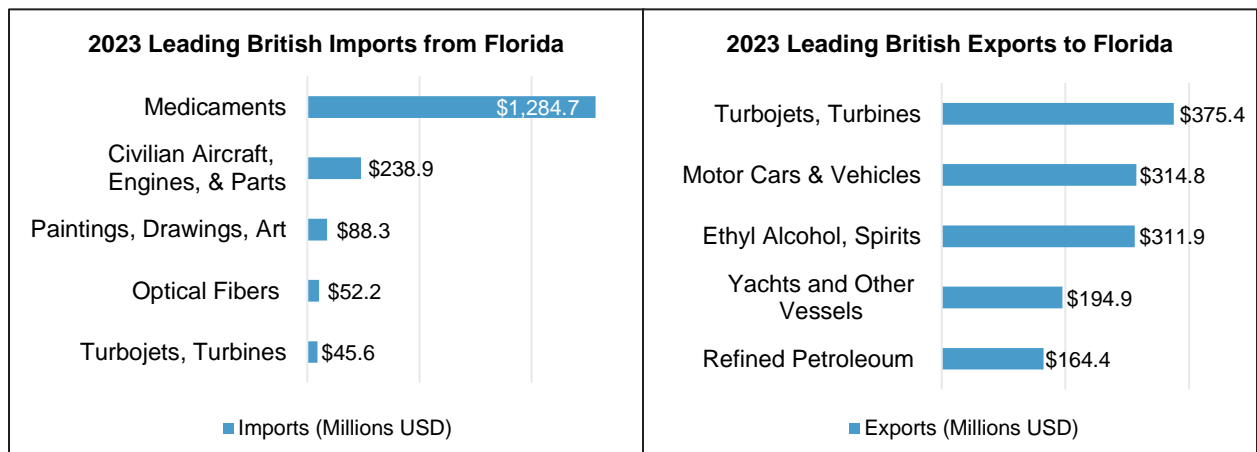 2023 Leading British Imports from Florida
Medicaments
$1,284.7
Civilian Aircraft,
Engines, & Parts
$238.9
Paintings, Drawings, Art
$88.3
Optical Fibers
$52.2
Turbojets, Turbines
$45.6
Imports (Millions USD)
2023 Leading British Exports to Florida
Turbojets, Turbines
$375.4
Motor Cars & Vehicles
$314.8
Ethyl Alcohol, Spirits
$311.9
Yachts and Other
Vessels
$194.9
Refined Petroleoum
$164.4
Exports (Millions USD)